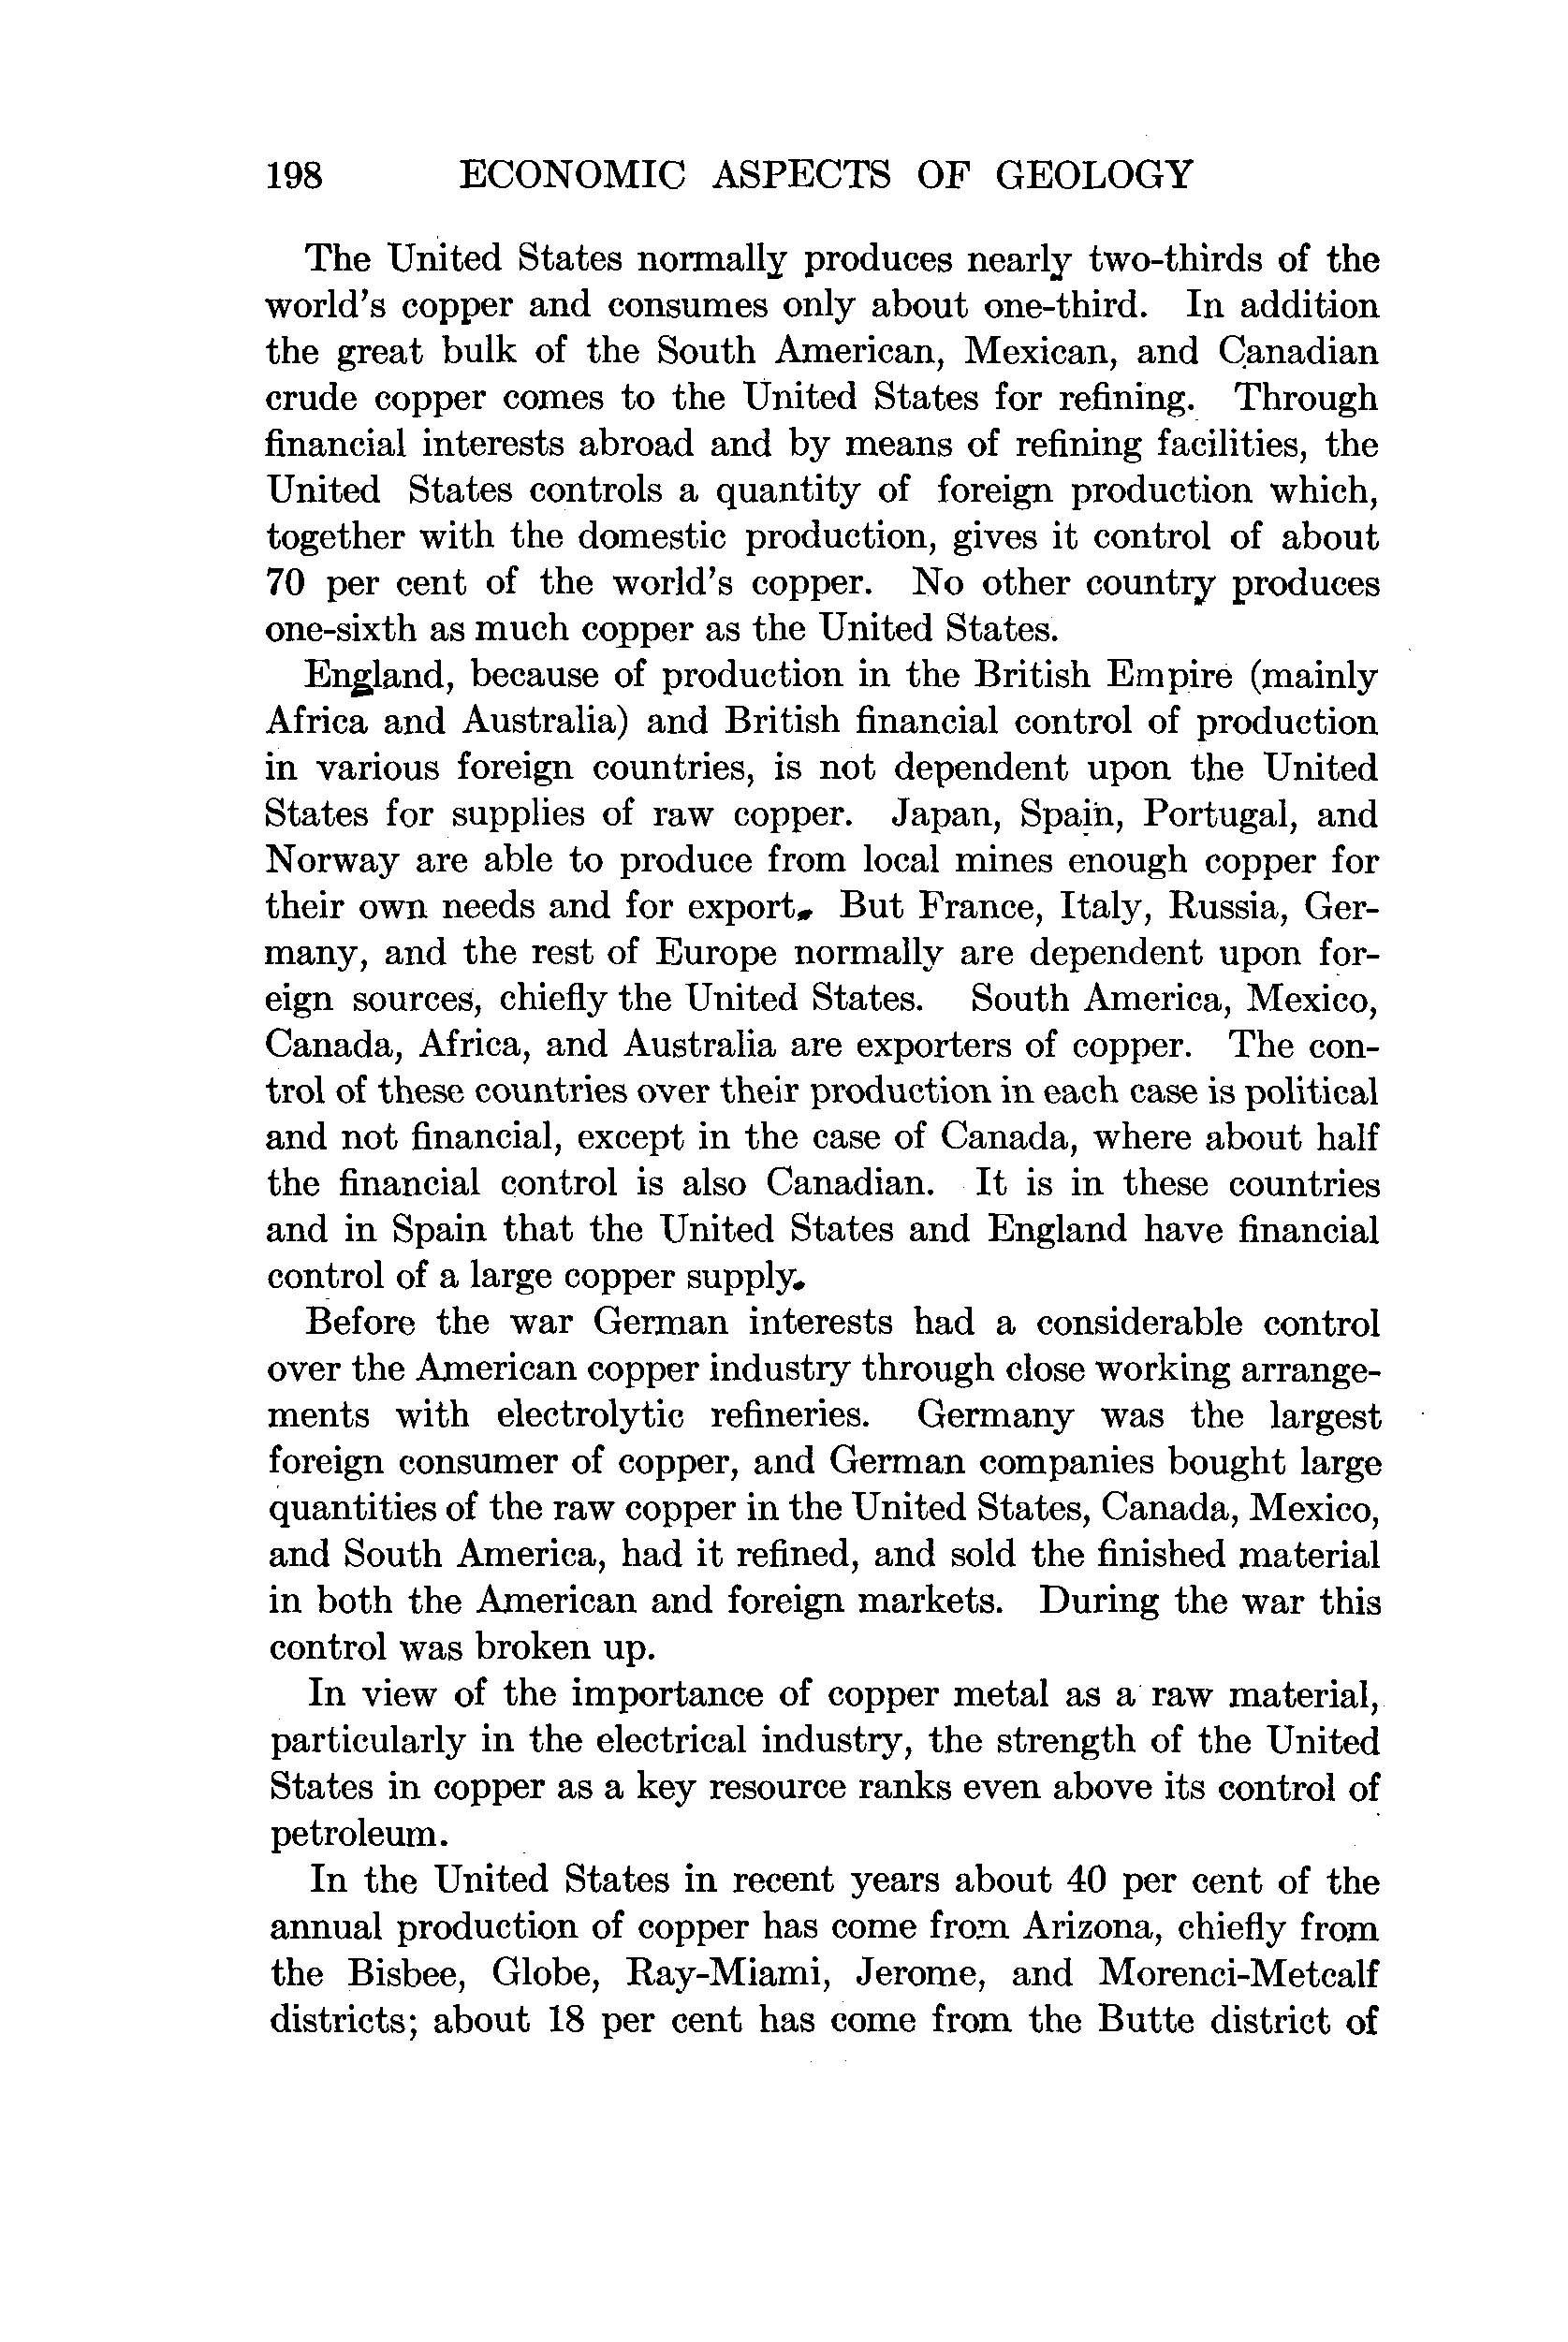 198 ECONOMIC ASPECTS OF GEOLOGY
The United States normally produces nearly two-thirds of the
world's copper and consumes only about one-third. In addition
the great bulk of the South American, Mexican, and Canadian
crude copper comes to the United States for refining. Through
financial interests abroad and by means of refining facilities, the
United States controls a quantity of foreign production which,
together with the domestic production, gives it control of about
70 per cent of the world's copper. No other country produces
one-sixth as much copper as the United States.
England, because of production in the British Empire (mainly
Africa and Australia) and British financial control of production
in various foreign countries, is not dependent upon the United
States for supplies of raw copper. Japan, Spain, Portugal, and
Norway are able to produce from local mines enough copper for
their own needs and for export. But France, Italy, Russia, Ger-
many, and the rest of Europe normally are dependent upon for-
eign sources, chiefly the United States. South America, Mexico,
Canada, Africa, and Australia are exporters of copper. The con-
trol of these countries over their production in each case is political
and not financial, except in the case of Canada, where about half
the financial control is also Canadian. It is in these countries
and in Spain that the United States and England have financial
control of a large copper supply.
Before the war German interests had a considerable control
over the American copper industry through close working arrange-
ments with electrolytic refineries. Germany was the largest
foreign consumer of copper, and German companies bought large
quantities of the raw copper in the United States, Canada, Mexico,
and South America, had it refined, and sold the finished material
in both the American and foreign markets. During the war this
control was broken up.
In view of the importance of copper metal as a raw material,
particularly in the electrical industry, the strength of the United
States in copper as a key resource ranks even above its control of
petroleum.
In the United States in recent years about 40 per cent of the
annual production of copper has come from Arizona, chiefly from
the Bisbee, Globe, Ray-Miami, Jerome, and Morenci-Metcalf
districts; about 18 per cent has come from the Butte district of